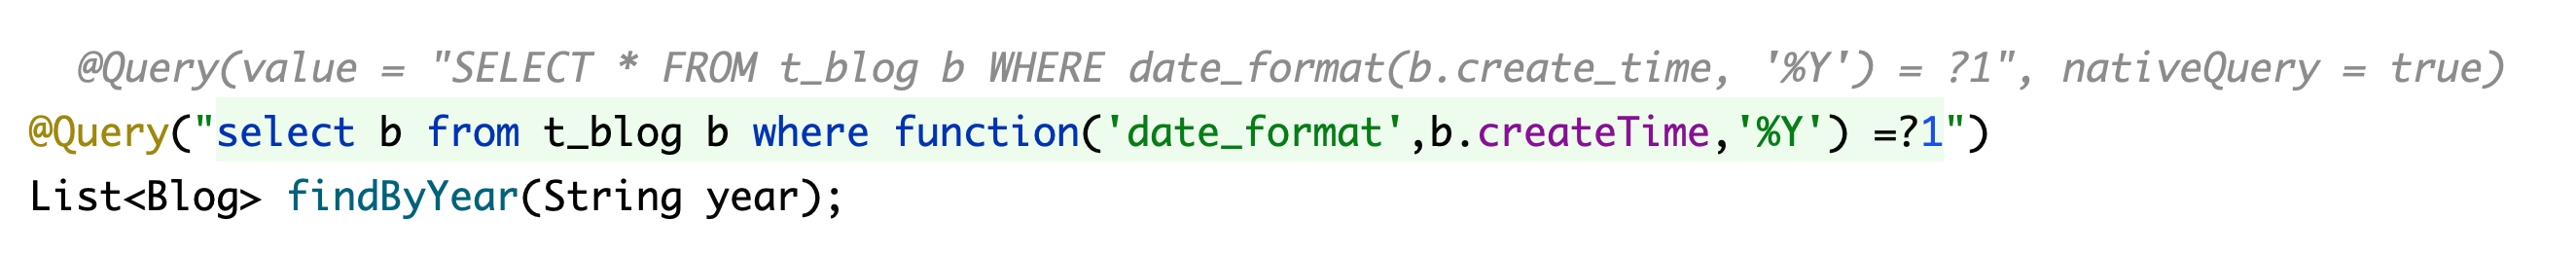 @Query(value = "SELECT * FROM t_blog b WHERE date_format(b.create_time, '%Y') = ?1", nativeQuery = true)
@Query("select b from t_blog b where function('date_format',b.createTime,'%Y') =?1")
List<Blog> findByYear(String year);